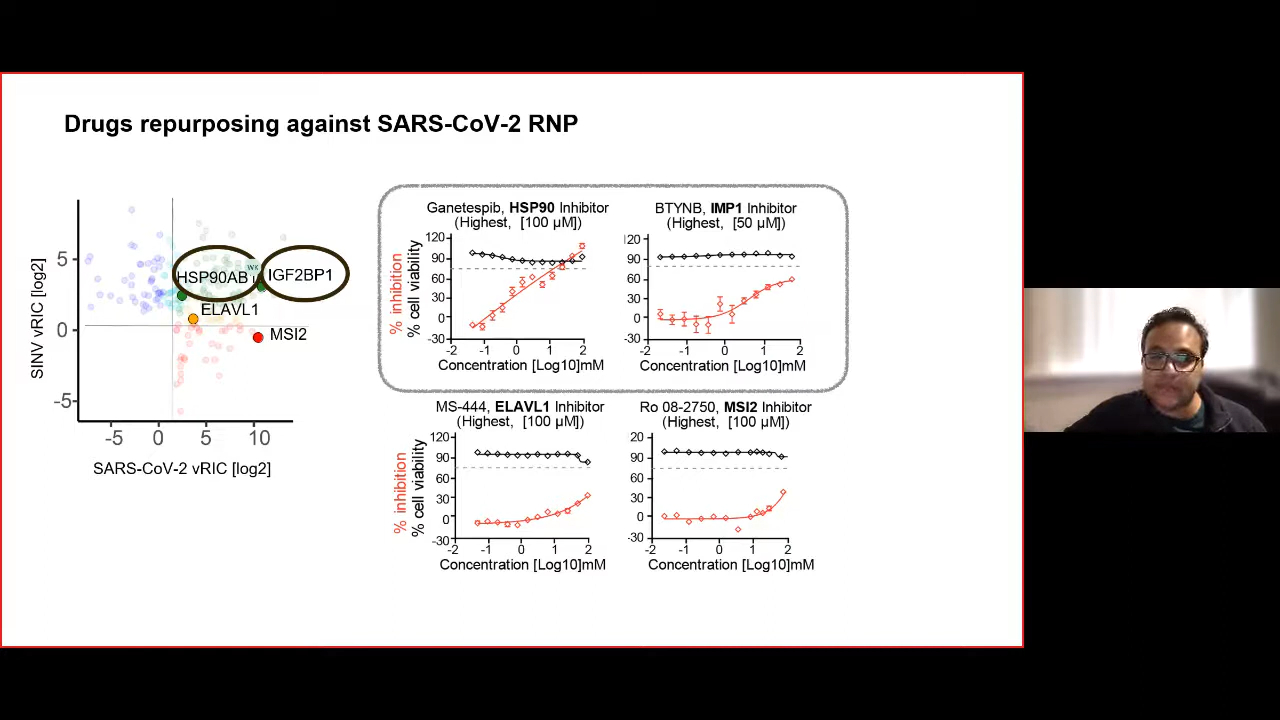 Drugs repurposing against SARS-CoV-2 RNP
SINV vRIC [log2]
5
0
-5
HSP90AB
IGF2BP1
ELAVL1
MSI2
-5 0 5 10
SARS-CoV-2 vRIC [log2]
Ganetespib, HSP90 Inhibitor
(Highest, [100 µM])
% inhibition
% cell viability
120
90
60
30
0
-30
-2 -1 0 1 2
Concentration [Log10]mM
BTYNB, IMP1 Inhibitor
(Highest, [50 µM])
120
90
60
30
0
-30
-2 -1 0 1 2
Concentration [Log10]mM
MS-444, ELAVL1 Inhibitor
(Highest, [100 µM])
% inhibition
% cell viability
120
90
60
30
0
-30
-2 -1 0 1 2
Concentration [Log10]mM
Ro 08-2750, MSI2 Inhibitor
(Highest, [100 µM])
20
90
60
30
0
-30
-2 -1 0 1 2
Concentration [Log10]mM